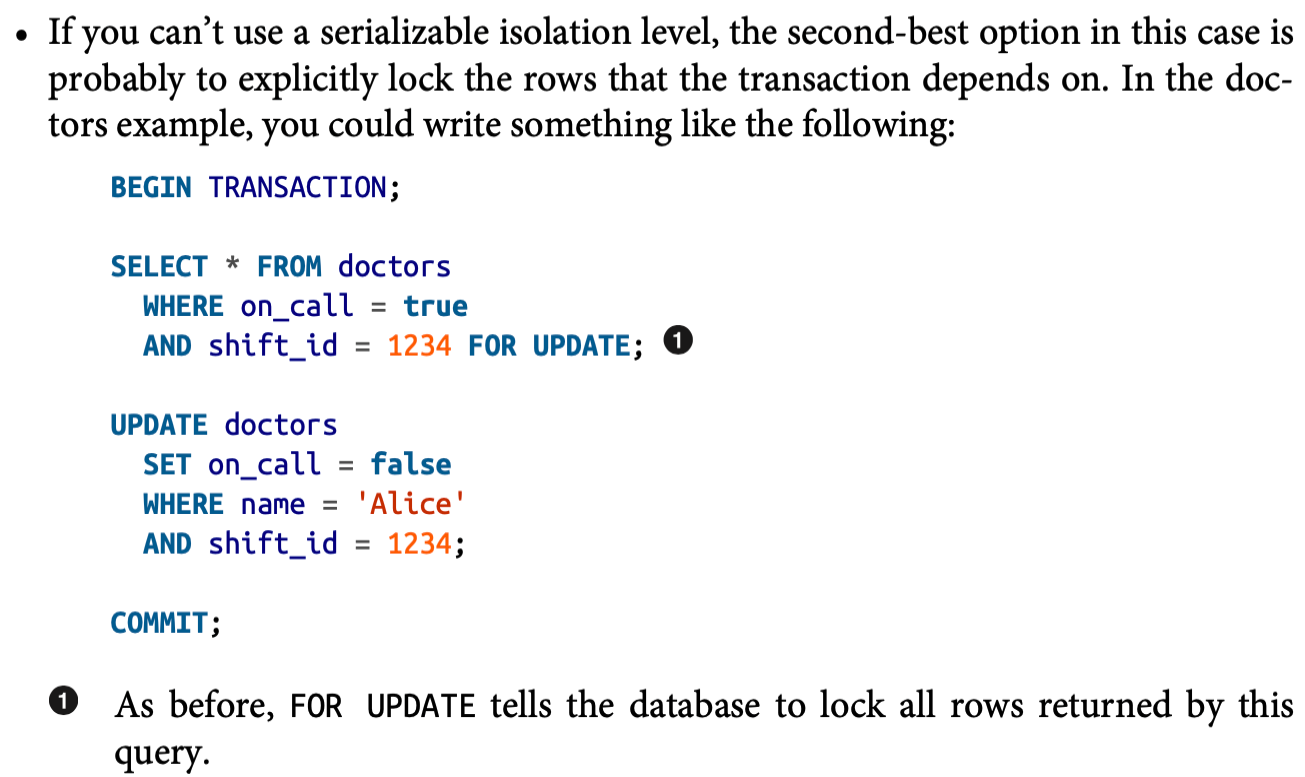 • If you can’t use a serializable isolation level, the second-best option in this case is
probably to explicitly lock the rows that the transaction depends on. In the doc-
tors example, you could write something like the following:
BEGIN TRANSACTION;
SELECT * FROM doctors
WHERE on_call = true
AND shift_id = 1234 FOR UPDATE; ❶
UPDATE doctors
SET on_call = false
WHERE name = 'Alice'
AND shift_id = 1234;
COMMIT;
❶ As before, FOR UPDATE tells the database to lock all rows returned by this
query.